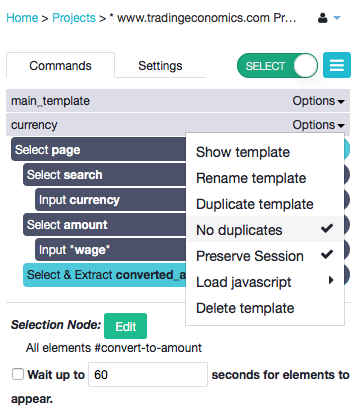 Home > Projects > * www.tradingeconomics.com Pr...
Commands
Settings
SELECT
main_template
Options
currency
Options
Select page
Select search
Input currency
Select amount
Input "wage"
Select & Extract converted_a
Show template
Rename template
Duplicate template
No duplicates
Preserve Session
Load javascript
Delete template
Selection Node: Edit
All elements #convert-to-amount
Wait up to 60 seconds for elements to
appear.